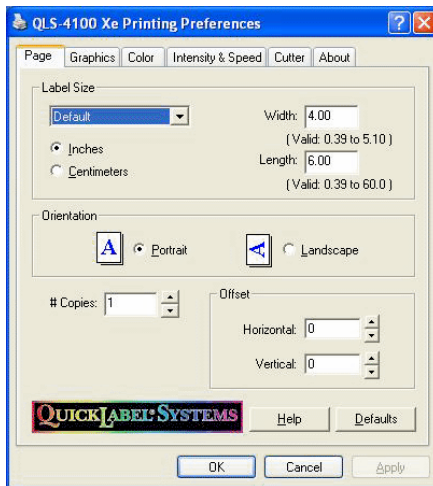 QLS-4100 Xe Printing Preferences
Page Graphics Color Intensity & Speed Cutter About
Label Size
Default
Width: 4.00
( Valid: 0.39 to 5.10 )
Inches
Length: 6.00
Centimeters
( Valid: 0.39 to 60.0 )
Orientation
A Portrait A Landscape
# Copies: 1
Offset
Horizontal: 0
Vertical: 0
QUICKLABEL® SYSTEMS Help Defaults
OK Cancel Apply